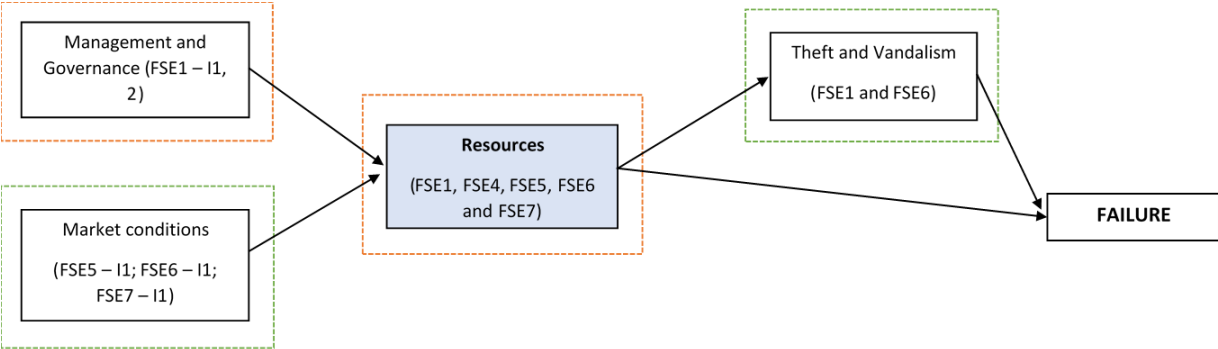 Management and
Governance (FSE1 – I1,
2)
Market conditions
(FSE5 – I1; FSE6 – I1;
FSE7 – I1)
Resources
(FSE1, FSE4, FSE5, FSE6
and FSE7)
Theft and Vandalism
(FSE1 and FSE6)
FAILURE